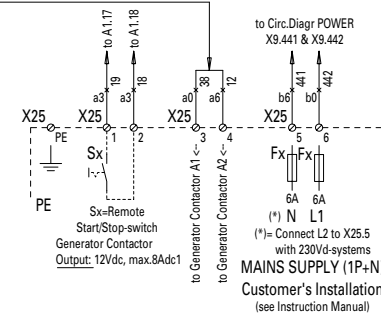 to A1.17
to A1.18
to Circ.Diagr POWER
X9.441 & X9.442
19
18
38
12
441
442
a3
a3
a0
a6
b6
b0
X25
X25
X25
X25
PE
1
2
3
4
5
6
Sx
Fx
Fx
PE
6A
6A
(*) N L1
Sx=Remote
Start/Stop-switch
Generator Contactor
Output: 12Vdc, max.8Adc1
to Generator Contactor A1 <-
to Generator Contactor A2 <-
(*)= Connect L2 to X25.5
with 230Vd-systems
MAINS SUPPLY (1P+N
Customer's Installation
(see Instruction Manual)